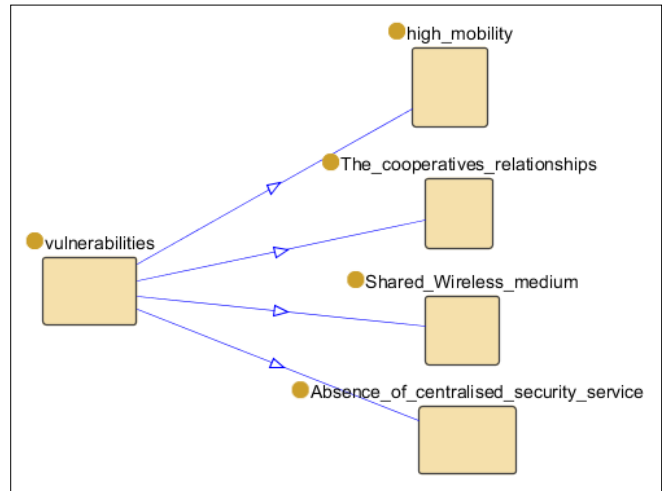 high_mobility
The_cooperatives_relationships
vulnerabilities
Shared_Wireless_medium
Absence_of_centralised_security_service